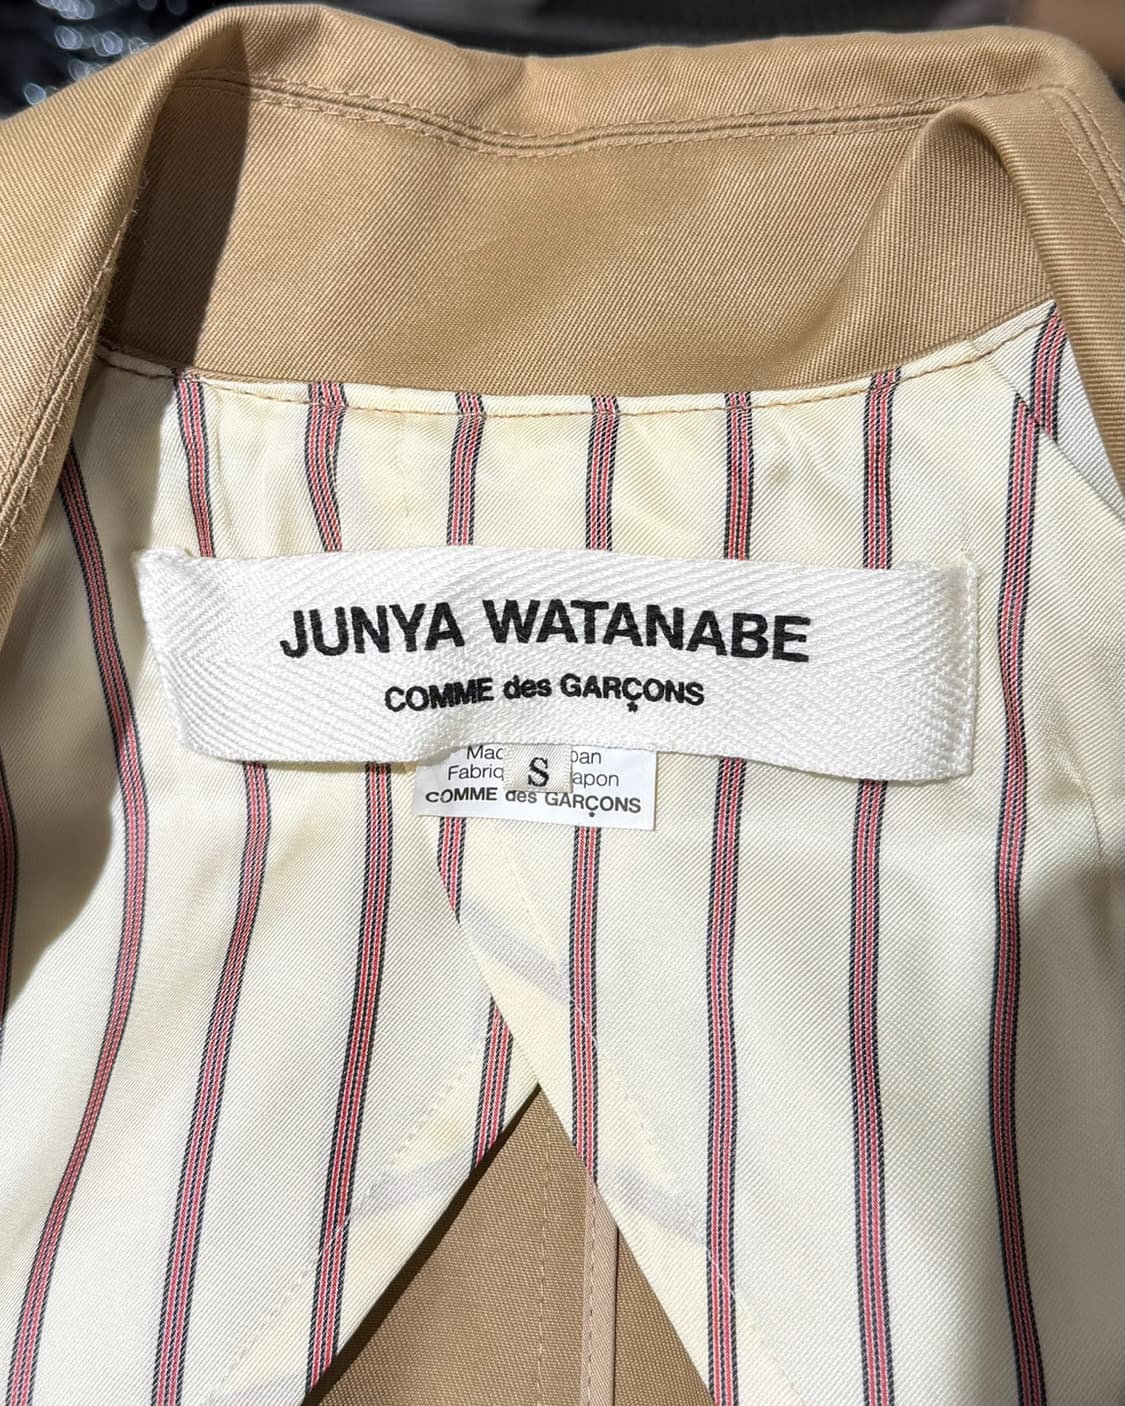 JUNYA WATANABE
COMME des GARÇONS
S
COMME des GARÇONS